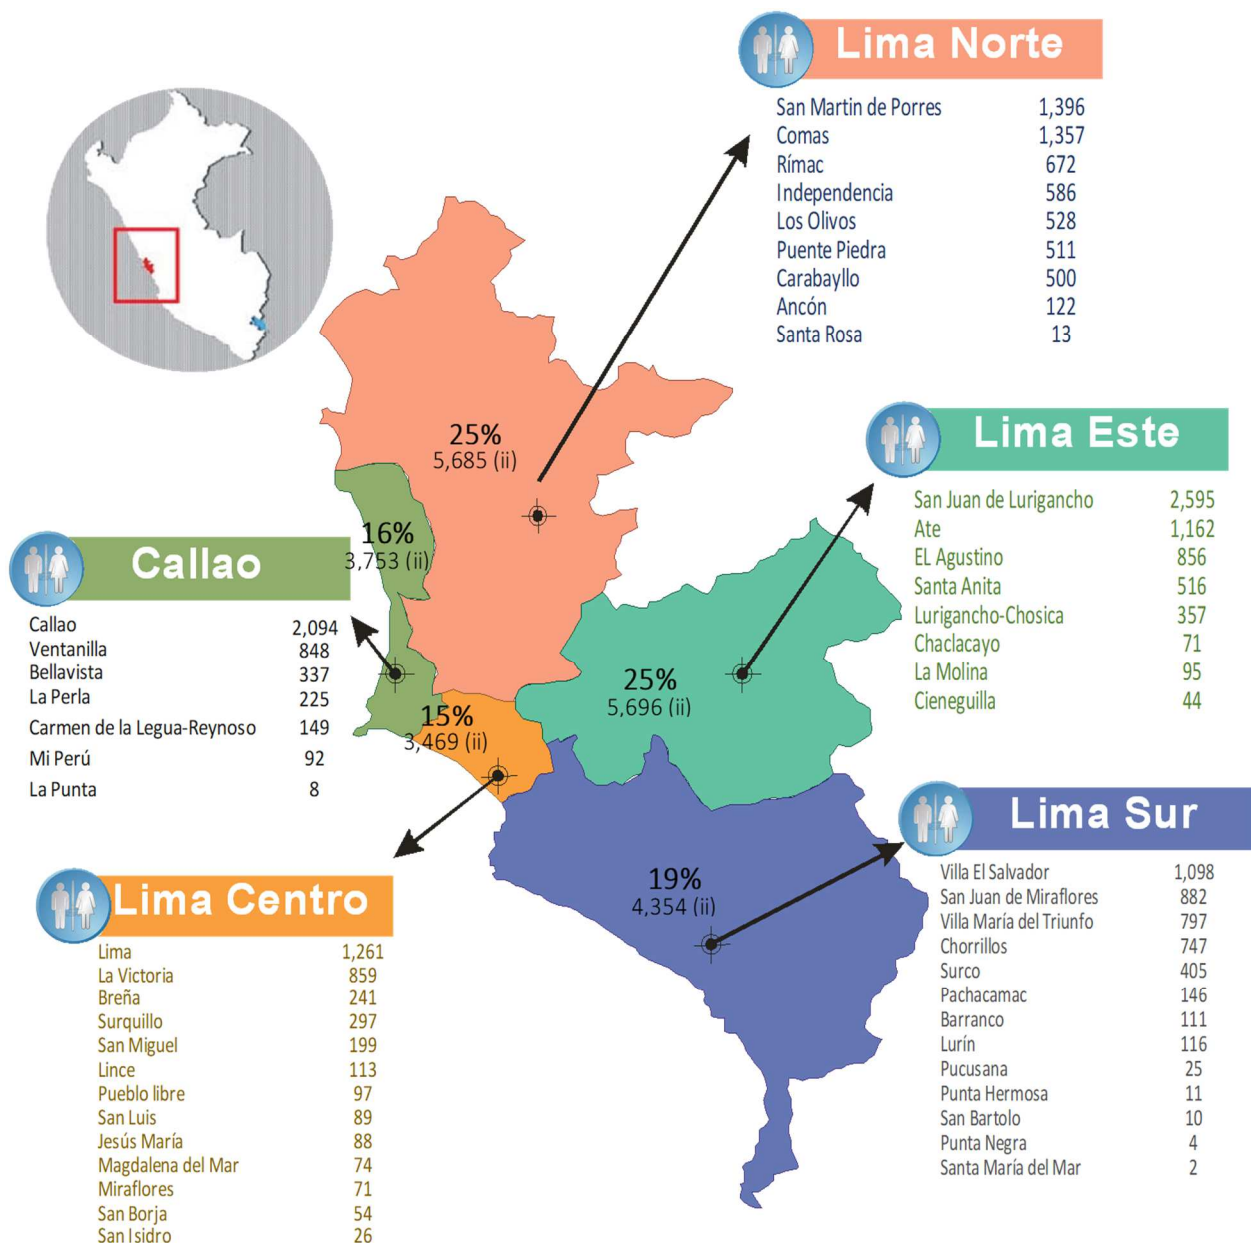 Lima Norte
San Martin de Porres 1,396
Comas 1,357
Rímac 672
Independencia 586
Los Olivos 528
Puente Piedra 511
Carabayllo 500
Ancón 122
Santa Rosa 13
25%
5,685 (ii)
Lima Este
San Juan de Lurigancho 2,595
Ate 1,162
EL Agustino 856
Santa Anita 516
Lurigancho-Chosica 357
Chaclacayo 71
La Molina 95
Cieneguilla 44
16%
3,753 (ii)
Callao
Callao 2,094
Ventanilla 848
Bellavista 337
La Perla 225
Carmen de la Legua-Reynoso 149
Mi Perú 92
La Punta 8
25%
5,696 (ii)
15%
3,469 (ii)
Lima Sur
Villa El Salvador 1,098
San Juan de Miraflores 882
Villa María del Triunfo 797
Chorrillos 747
Surco 405
Pachacamac 146
Barranco 111
Lurín 116
Pucusana 25
Punta Hermosa 11
San Bartolo 10
Punta Negra 4
Santa María del Mar 2
19%
4,354 (ii)
Lima Centro
Lima 1,261
La Victoria 859
Breña 241
Surquillo 297
San Miguel 199
Lince 113
Pueblo libre 97
San Luis 89
Jesús María 88
Magdalena del Mar 74
Miraflores 71
San Borja 54
San Isidro 26